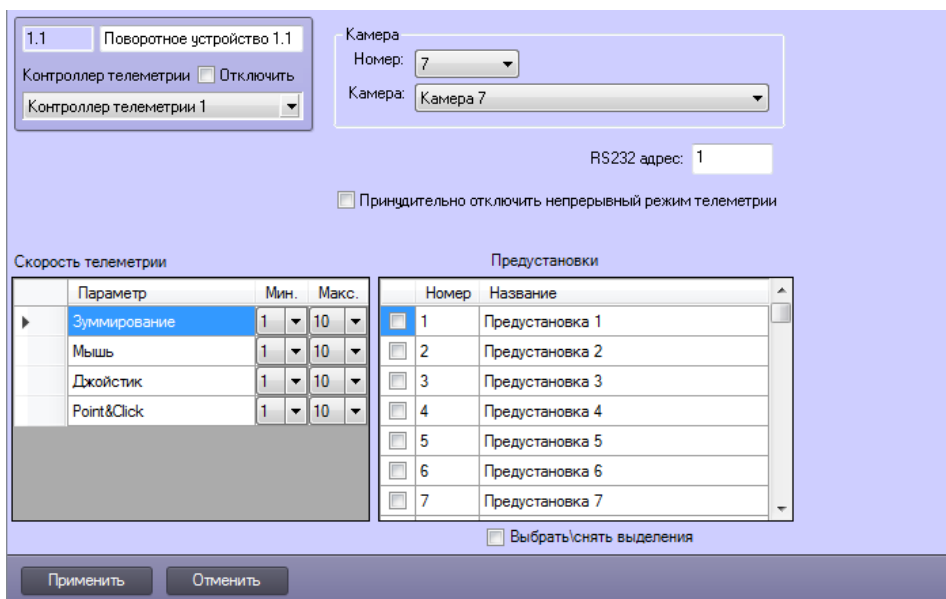 1.1 Поворотное устройство 1.1
Контроллер телеметрии Отключить
Контроллер телеметрии 1
Камера
Номер: 7
Камера: Камера 7
RS232 адрес: 1
Принудительно отключить непрерывный режим телеметрии
Скорость телеметрии
Параметр Мин. Макс.
Зуммирование 1 10
Мышь 1 10
Джойстик 1 10
Point&Click 1 10
Предустановки
Номер Название
1 Предустановка 1
2 Предустановка 2
3 Предустановка 3
4 Предустановка 4
5 Предустановка 5
6 Предустановка 6
7 Предустановка 7
Выбрать\снять выделения
Применить Отменить